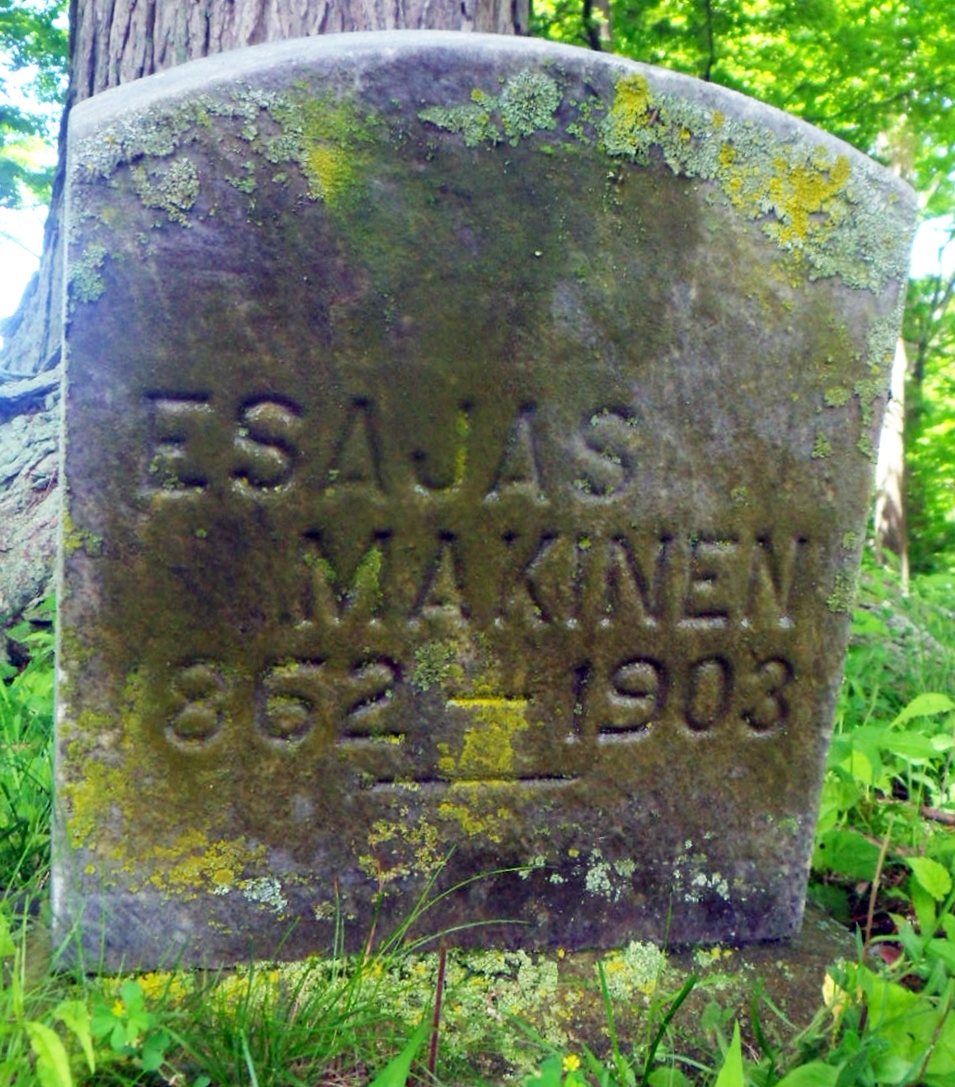 ESAJAS
MAKINEN
862 — 1903